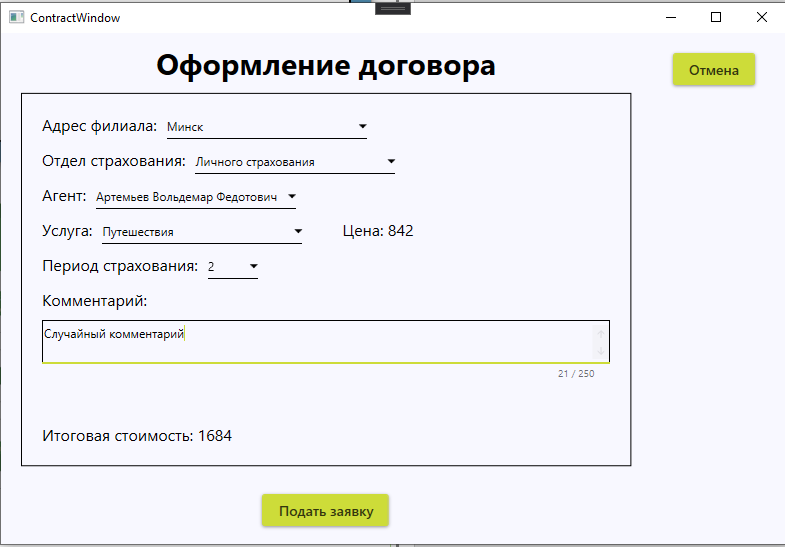 ContractWindow
Оформление договора
Отмена
Адрес филиала: Минск
Отдел страхования: Личного страхования
Агент: Артемьев Вольдемар Федотович
Услуга: Путешествия Цена: 842
Период страхования: 2
Комментарий:
Случайный комментарий
21 / 250
Итоговая стоимость: 1684
Подать заявку